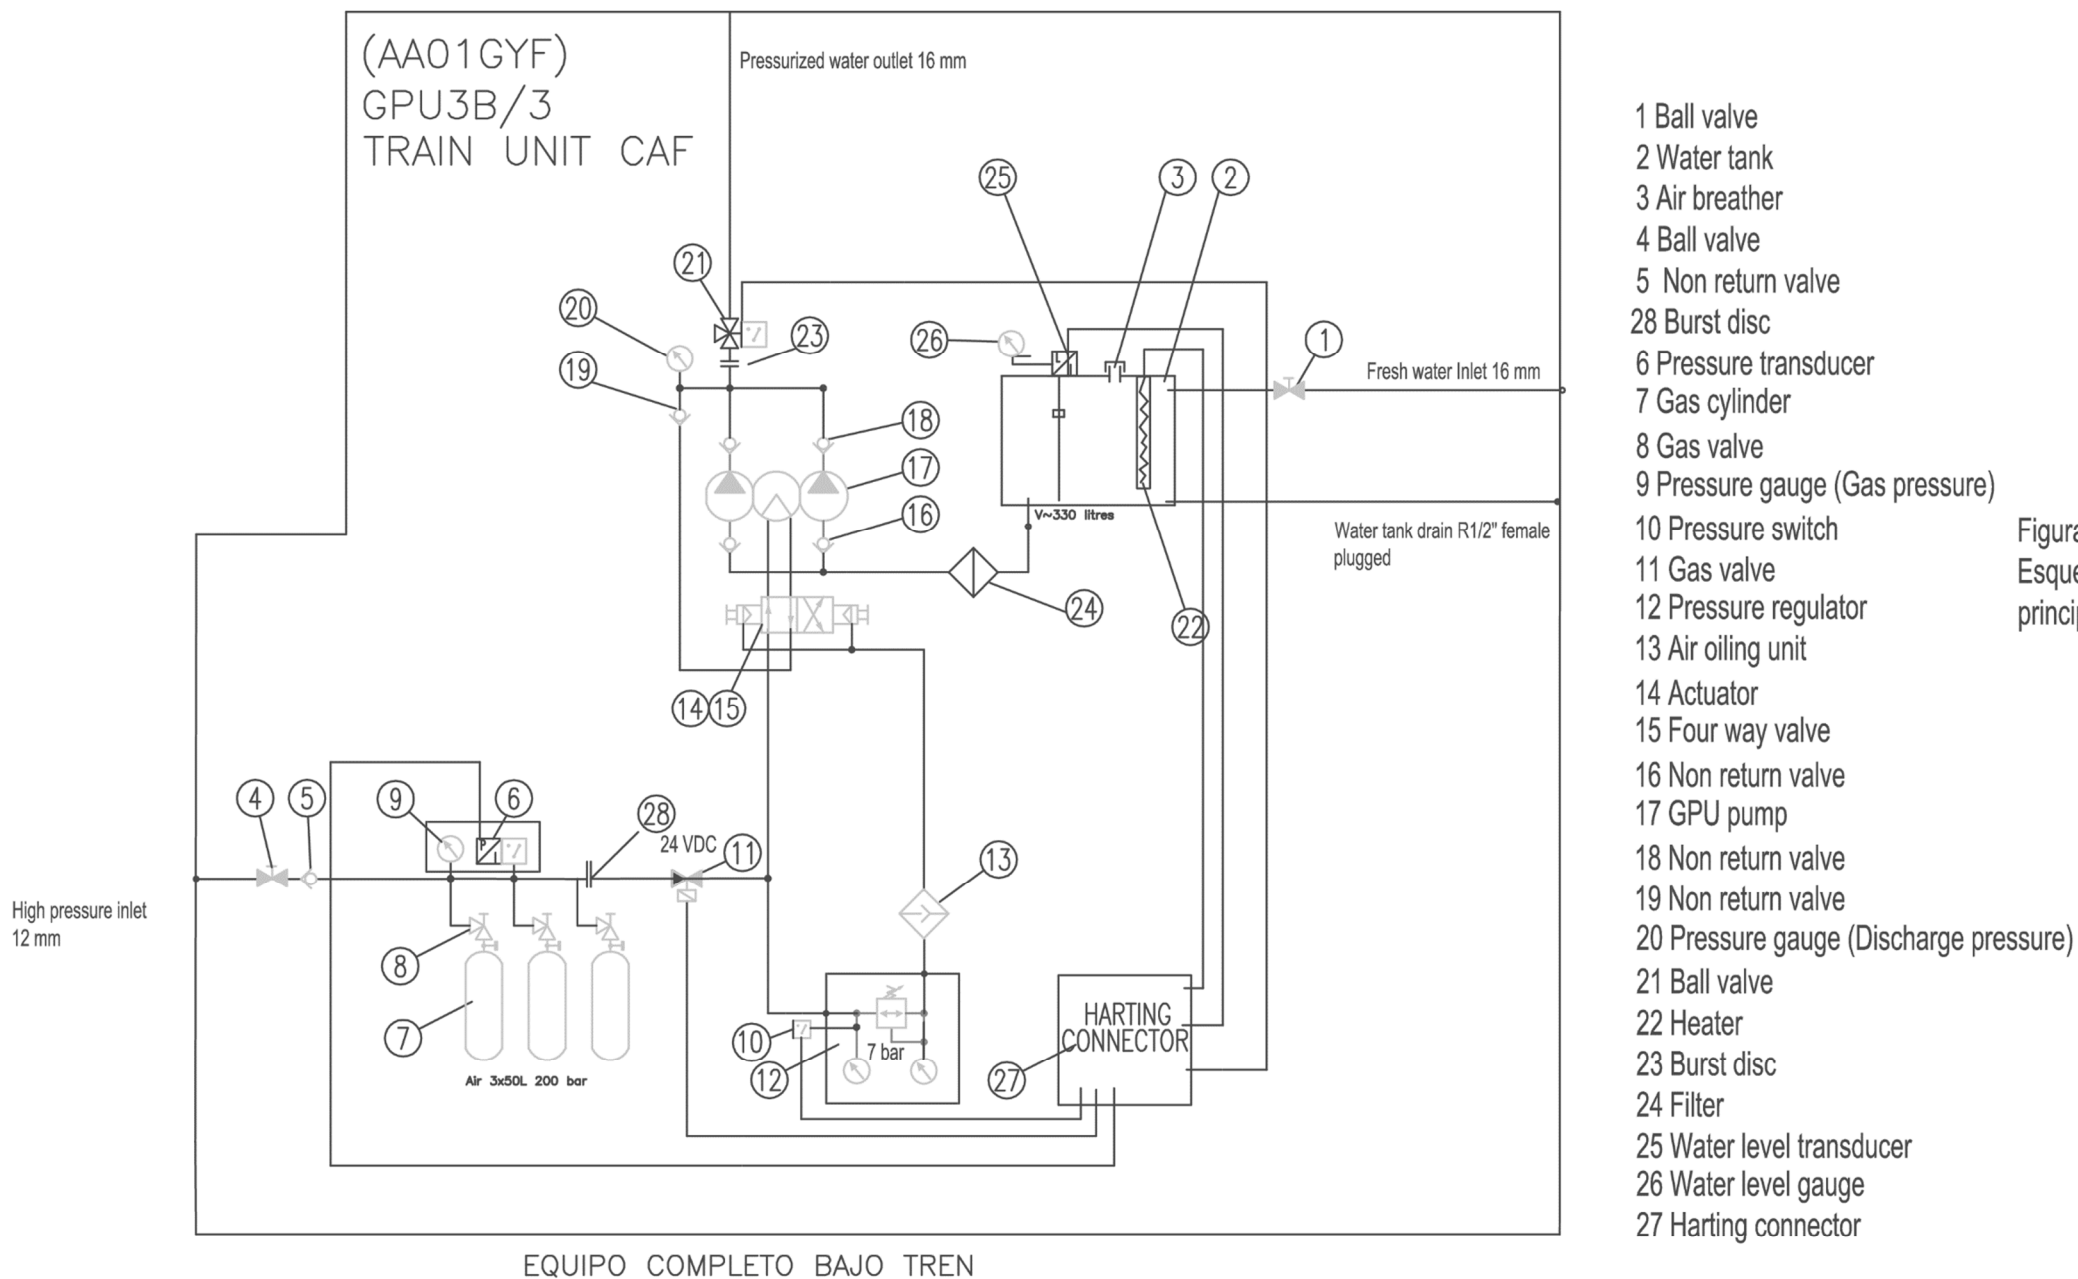 (AA01GYF)
GPU3B/3
TRAIN UNIT CAF
Pressurized water outlet 16 mm
25
3
2
21
20
23
26
1
19
Fresh water Inlet 16 mm
18
17
16
V~330 litres
Water tank drain R1/2" female
plugged
24
22
14
15
4
5
9
6
28
P
L
24 VDC
11
13
High pressure inlet
12 mm
8
7
Air 3x50L 200 bar
10
12
7 bar
HARTING
CONNECTOR
27
EQUIPO COMPLETO BAJO TREN
1 Ball valve
2 Water tank
3 Air breather
4 Ball valve
5 Non return valve
28 Burst disc
6 Pressure transducer
7 Gas cylinder
8 Gas valve
9 Pressure gauge (Gas pressure)
10 Pressure switch
11 Gas valve
12 Pressure regulator
13 Air oiling unit
14 Actuator
15 Four way valve
16 Non return valve
17 GPU pump
18 Non return valve
19 Non return valve
20 Pressure gauge (Discharge pressure)
21 Ball valve
22 Heater
23 Burst disc
24 Filter
25 Water level transducer
26 Water level gauge
27 Harting connector
Figura
Esque
princip